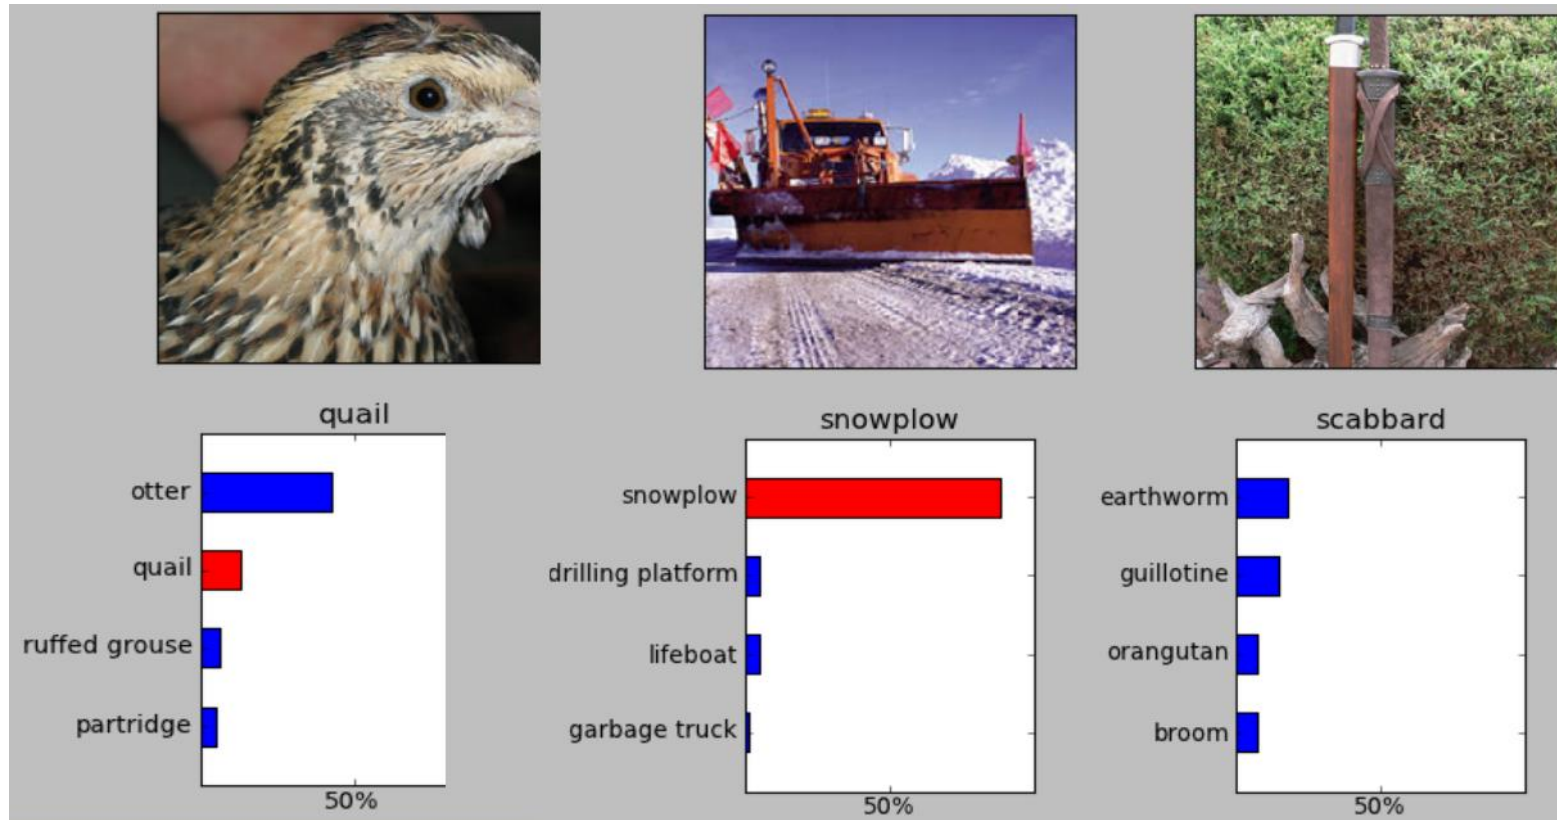 quail
otter
quail
ruffed grouse
partridge
50%
snowplow
snowplow
drilling platform
lifeboat
garbage truck
50%
scabbard
earthworm
guillotine
orangutan
broom
50%